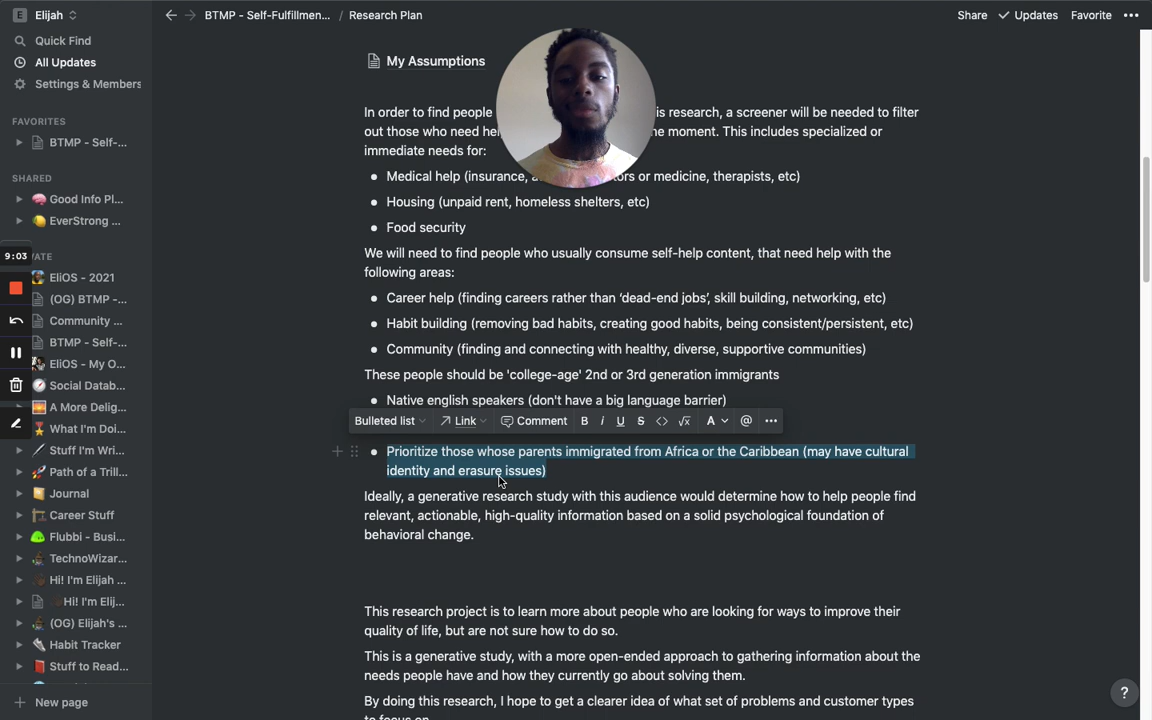 E Elijah
BTMP - Self-Fulfillmen... / Research Plan
Share
Updates
Favorite
Quick Find
All Updates
Settings & Members
FAVORITES
BTMP - Self-...
SHARED
Good Info Pl...
EverStrong ...
9:03
VATE
EliOS - 2021
(OG) BTMP -...
Community ...
BTMP - Self-...
EliOS - My O...
Social Datab...
A More Delig...
What I'm Doi...
Stuff I'm Wri...
Path of a Trill...
Journal
Career Stuff
Flubbi - Busi...
TechnoWizar...
Hi! I'm Elijah ...
Hi! I'm Elij...
(OG) Elijah's ...
Habit Tracker
Stuff to Read...
New page
My Assumptions
In order to find people is research, a screener will be needed to filter
out those who need he moment. This includes specialized or
immediate needs for:
Medical help (insurance, ors or medicine, therapists, etc)
Housing (unpaid rent, homeless shelters, etc)
Food security
We will need to find people who usually consume self-help content, that need help with the
following areas:
Career help (finding careers rather than ‘dead-end jobs’, skill building, networking, etc)
Habit building (removing bad habits, creating good habits, being consistent/persistent, etc)
Community (finding and connecting with healthy, diverse, supportive communities)
These people should be 'college-age' 2nd or 3rd generation immigrants
Native english speakers (don't have a big language barrier)
Bulleted list Link Comment B i U S <> √x A @ •••
Prioritize those whose parents immigrated from Africa or the Caribbean (may have cultural
identity and erasure issues)
Ideally, a generative research study with this audience would determine how to help people find
relevant, actionable, high-quality information based on a solid psychological foundation of
behavioral change.
This research project is to learn more about people who are looking for ways to improve their
quality of life, but are not sure how to do so.
This is a generative study, with a more open-ended approach to gathering information about the
needs people have and how they currently go about solving them.
By doing this research, I hope to get a clearer idea of what set of problems and customer types
to focus on
?